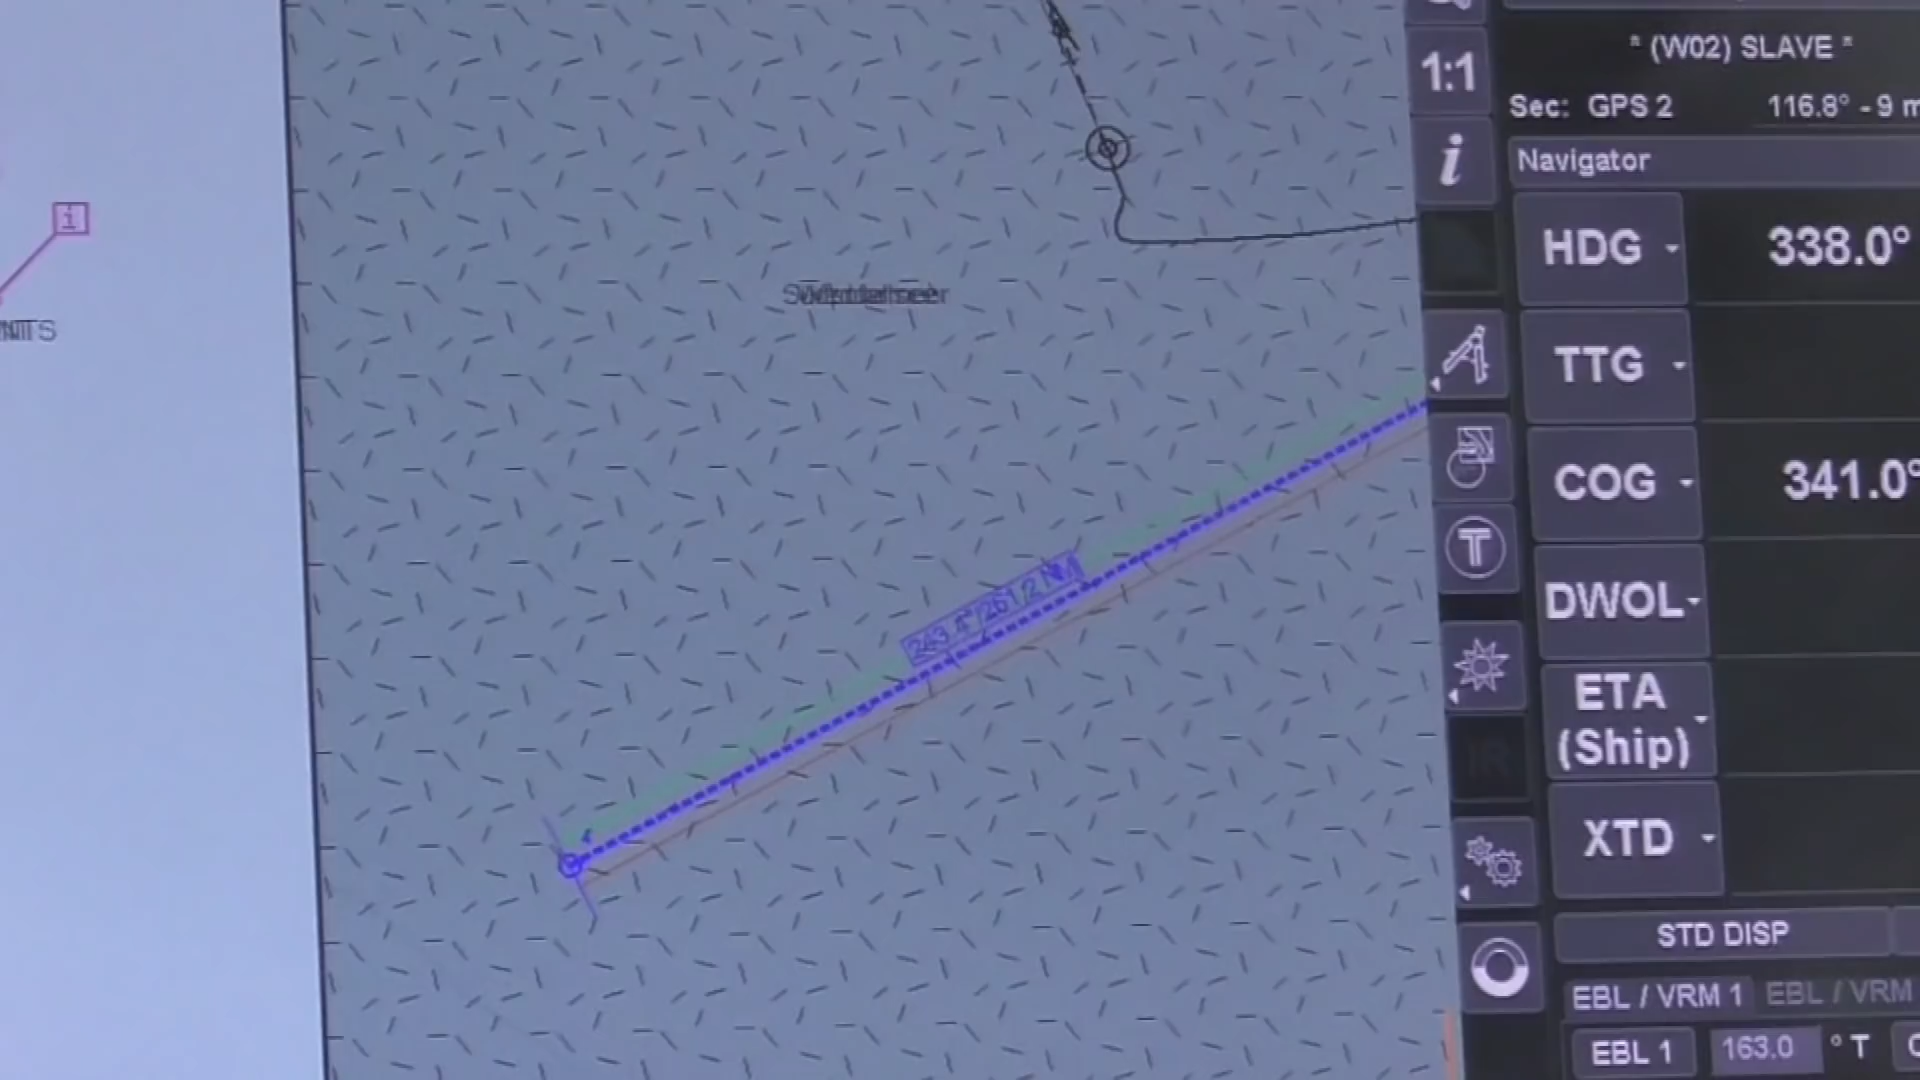 * (W02) SLAVE *
1:1
Sec: GPS 2 116.8° - 9 m
i
Navigator
i
HDG 338.0°
TTG
COG 341.0°
T
DWOL
ETA
(Ship)
IR
XTD
STD DISP
EBL / VRM 1 EBL / VRM
EBL 1 163.0 ° T